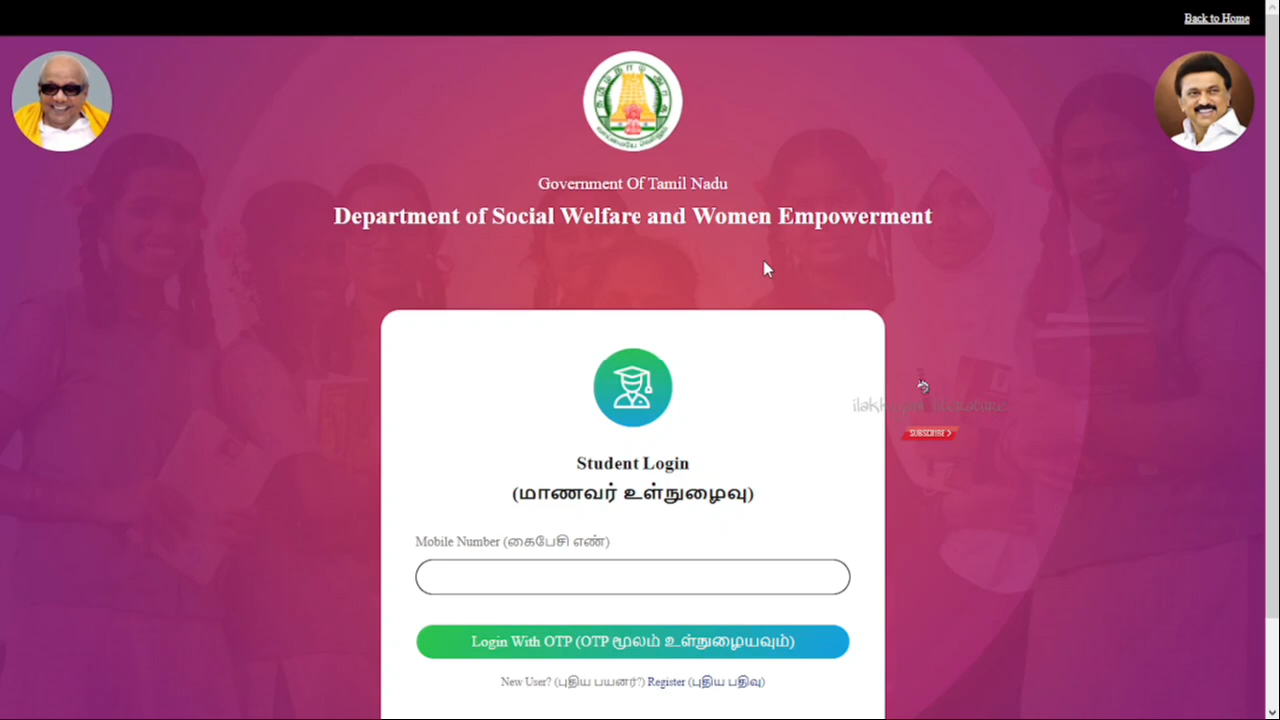 Back to Home
Government Of Tamil Nadu
Department of Social Welfare and Women Empowerment
SUBSCRIBE
Student Login
(மாணவர் உள்நுழைவு)
Mobile Number (கைபேசி எண்)
Login With OTP (OTP மூலம் உள்நுழையவும்)
New User? (புதிய பயனர்?) Register (புதிய பதிவு)